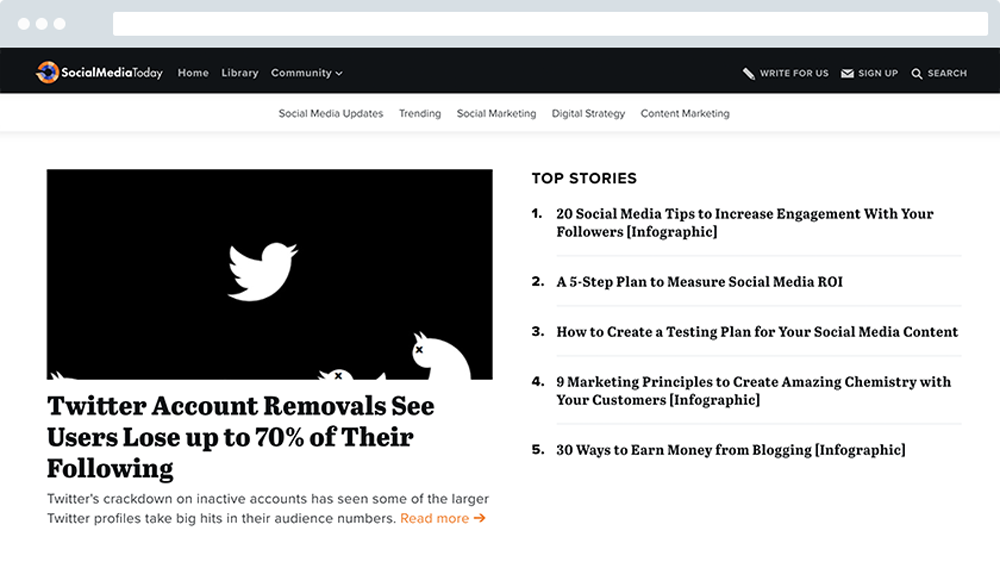 SocialMediaToday Home Library Community WRITE FOR US SIGN UP SEARCH
Social Media Updates Trending Social Marketing Digital Strategy Content Marketing
Twitter Account Removals See
Users Lose up to 70% of Their
Following
Twitter's crackdown on inactive accounts has seen some of the larger
Twitter profiles take big hits in their audience numbers. Read more →
TOP STORIES
1. 20 Social Media Tips to Increase Engagement With Your
Followers [Infographic]
2. A 5-Step Plan to Measure Social Media ROI
3. How to Create a Testing Plan for Your Social Media Content
4. 9 Marketing Principles to Create Amazing Chemistry with
Your Customers [Infographic]
5. 30 Ways to Earn Money from Blogging [Infographic]